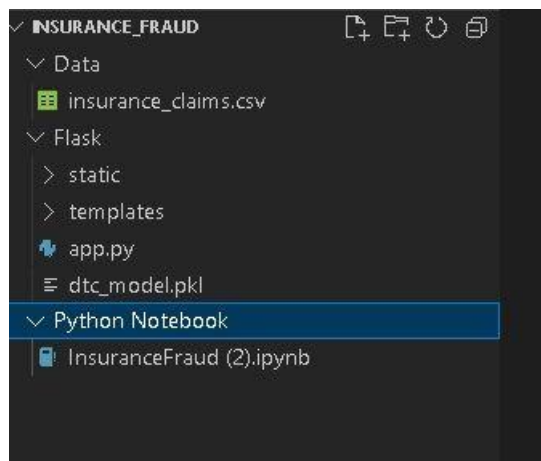 INSURANCE_FRAUD
Data
insurance_claims.csv
Flask
static
templates
app.py
dtc_model.pkl
Python Notebook
InsuranceFraud (2).ipynb